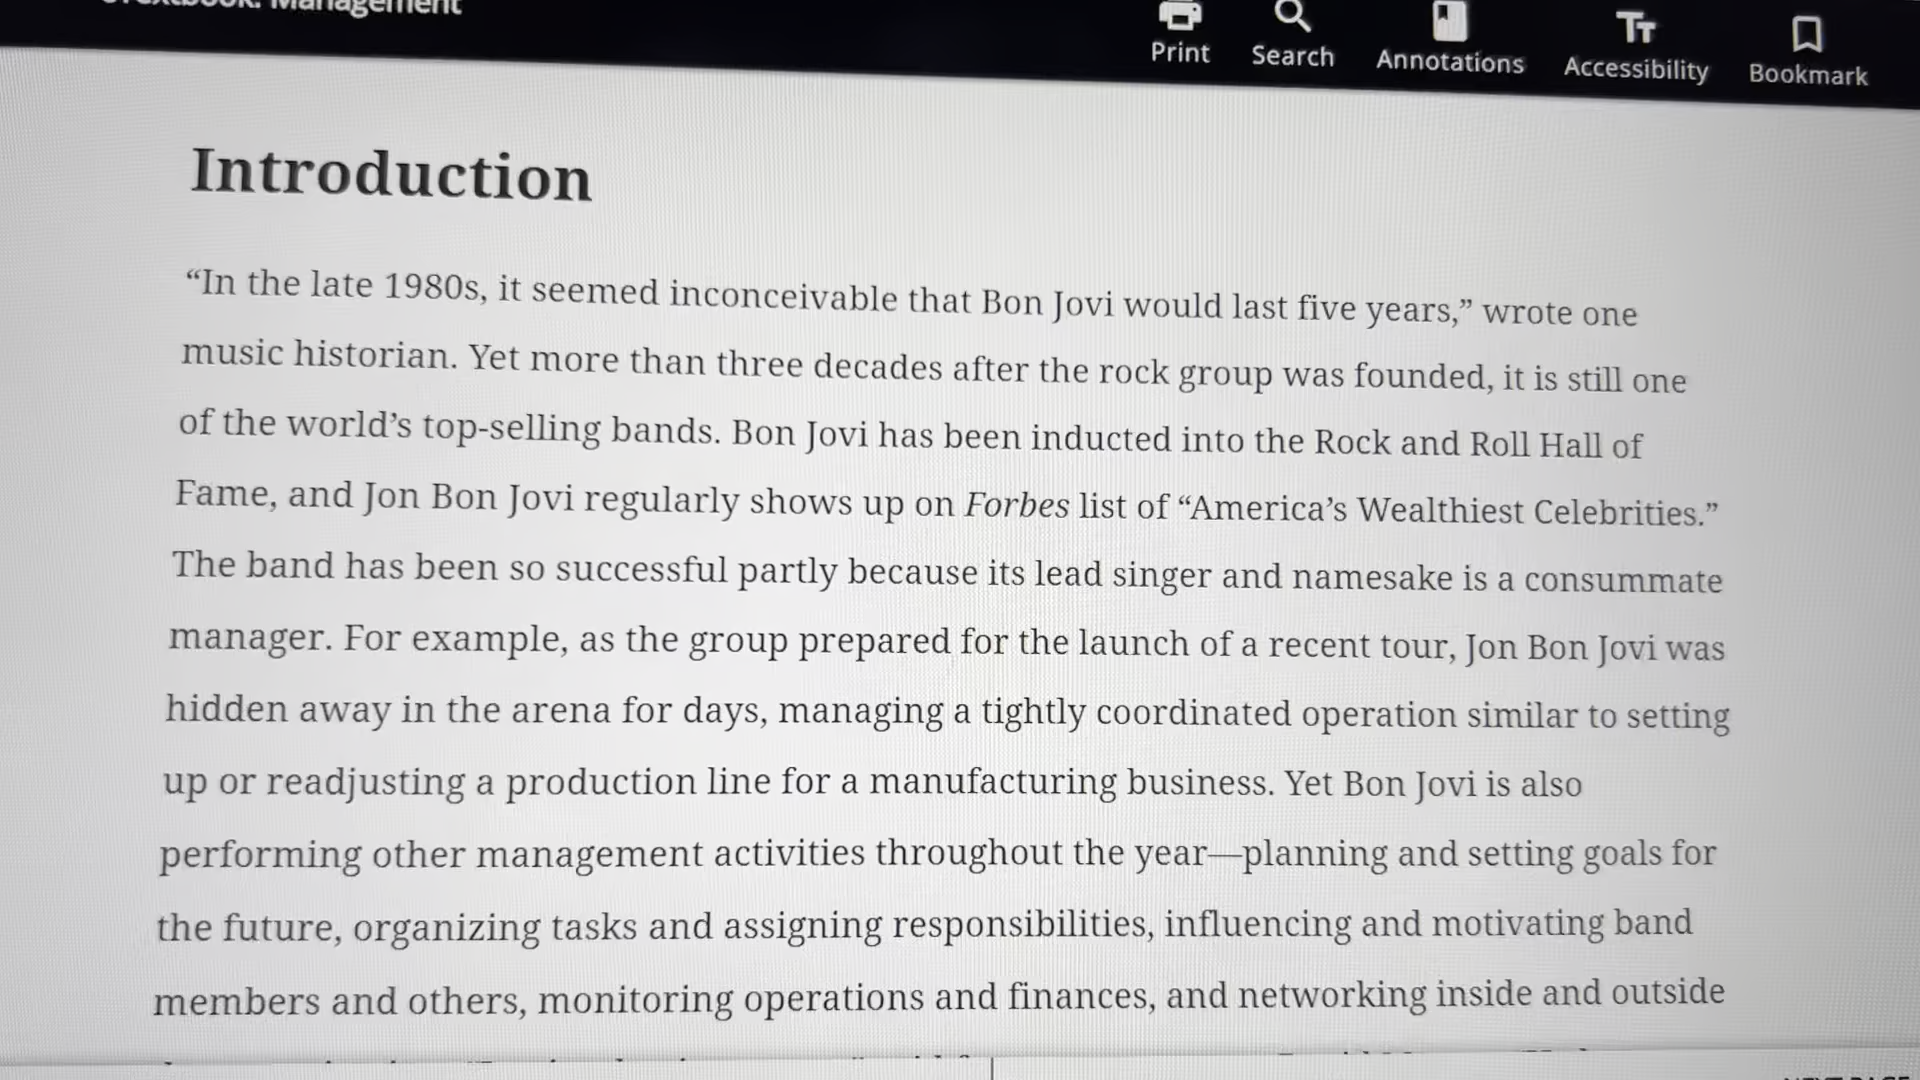 Management
Print
Search
Annotations
Accessibility
Bookmark
Introduction
“In the late 1980s, it seemed inconceivable that Bon Jovi would last five years,” wrote one
music historian. Yet more than three decades after the rock group was founded, it is still one
of the world’s top-selling bands. Bon Jovi has been inducted into the Rock and Roll Hall of
Fame, and Jon Bon Jovi regularly shows up on Forbes list of “America’s Wealthiest Celebrities.”
The band has been so successful partly because its lead singer and namesake is a consummate
manager. For example, as the group prepared for the launch of a recent tour, Jon Bon Jovi was
hidden away in the arena for days, managing a tightly coordinated operation similar to setting
up or readjusting a production line for a manufacturing business. Yet Bon Jovi is also
performing other management activities throughout the year—planning and setting goals for
the future, organizing tasks and assigning responsibilities, influencing and motivating band
members and others, monitoring operations and finances, and networking inside and outside